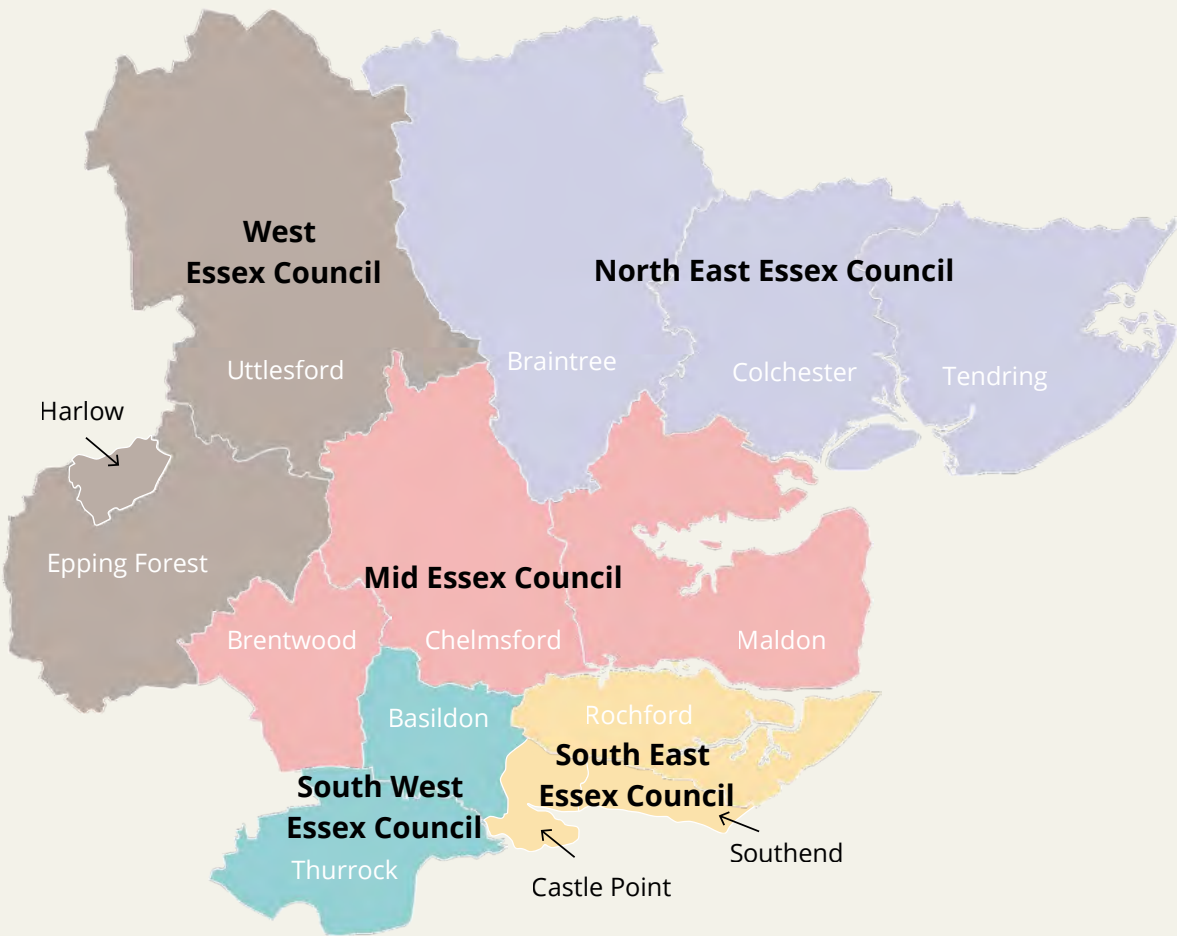 West
Essex Council
North East Essex Council
Uttlesford
Braintree
Colchester
Tendring
Harlow
Epping Forest
Mid Essex Council
Brentwood
Chelmsford
Maldon
Basildon
Rochford
South East
Essex Council
South West
Essex Council
Southend
Thurrock
Castle Point